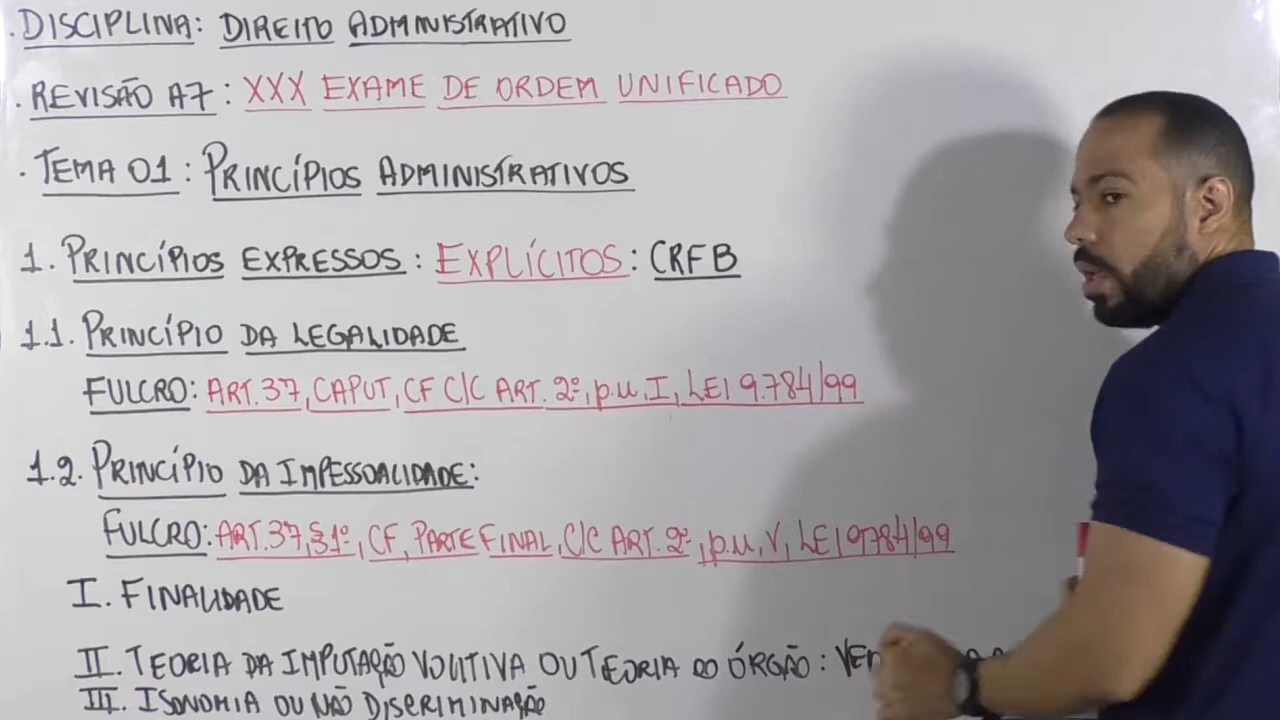 . DISCIPLINA: DIREITO ADMINISTRATIVO
. REVISÃO A7: XXX EXAME DE ORDEM UNIFICADO
. TEMA 01: PRINCÍPIOS ADMINISTRATIVOS
1. PRINCÍPIOS EXPRESSOS: EXPLÍCITOS: CRFB
1.1. PRINCÍPIO DA LEGALIDADE
FULCRO: ART. 37, CAPUT, CF C/C ART. 2º, p.u, I, LEI 9.784/99
1.2. PRINCÍPIO DA IMPESSOALIDADE:
FULCRO: ART. 37, §1º, CF, PARTE FINAL, C/C ART. 2º, p.u, V, LEI 9784/99
I. FINALIDADE
II. TEORIA DA IMPUTAÇÃO VOLITIVA OU TEORIA DO ÓRGÃO:
III. ISONOMIA OU NÃO DISCRIMINAÇÃO